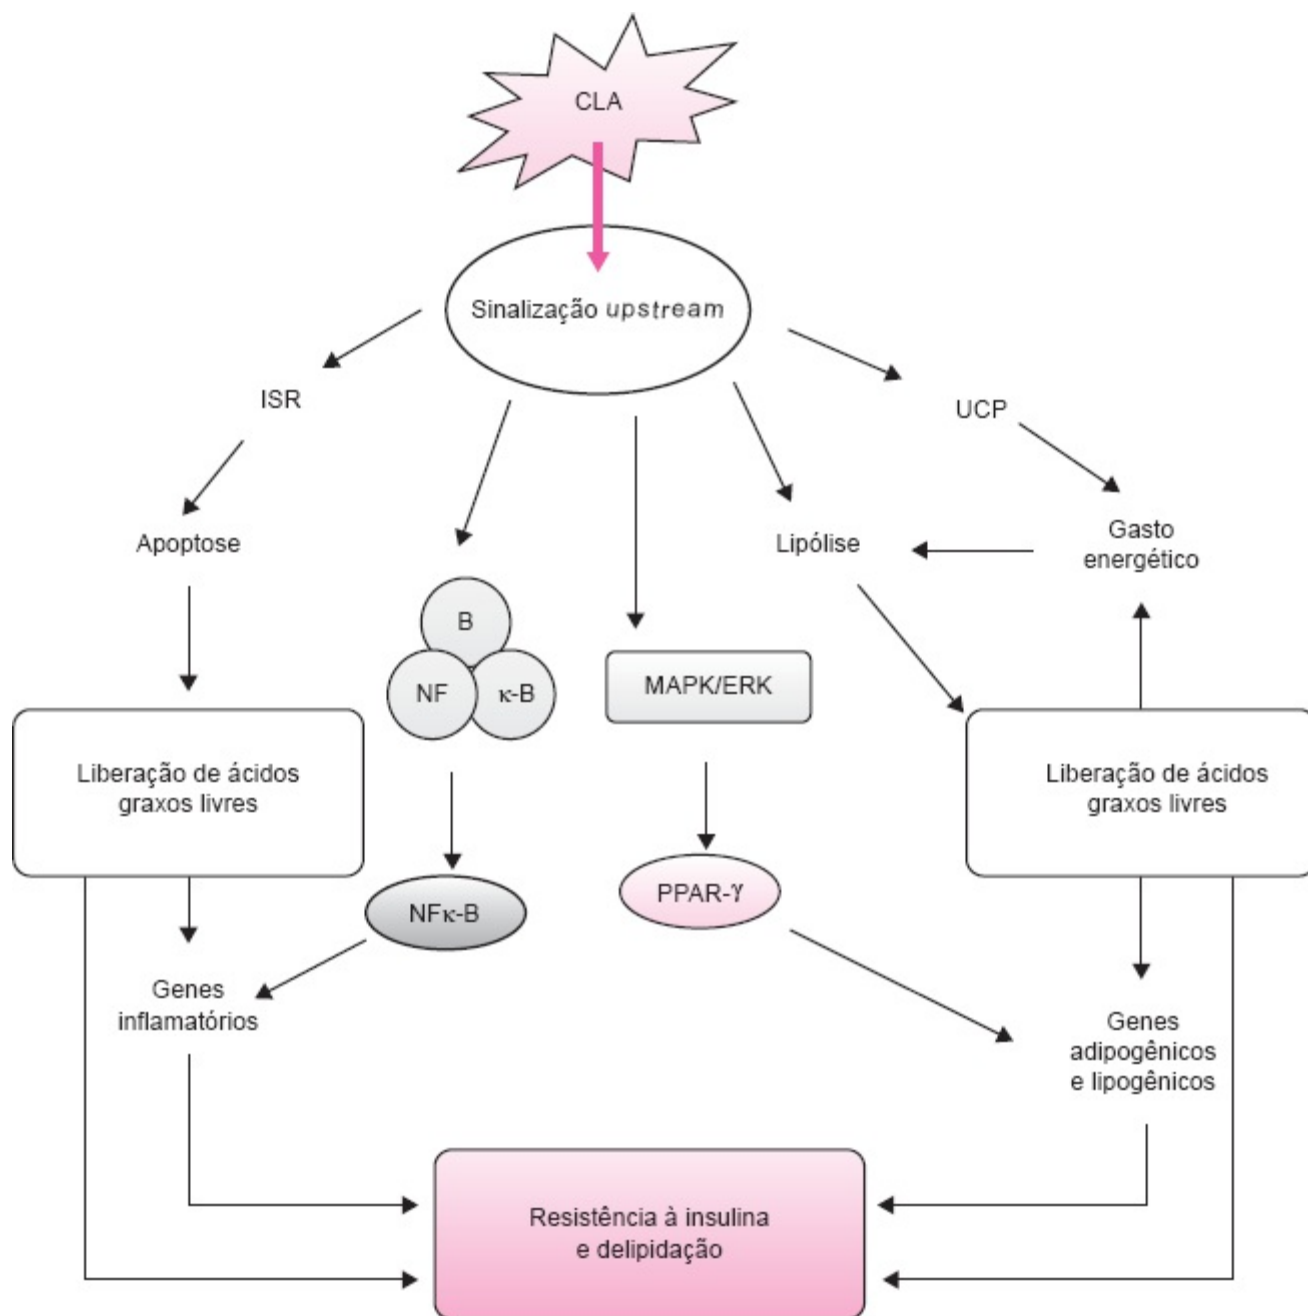 CLA
Sinalização upstream
ISR
UCP
Apoptose
Lipólise
Gasto
energético
B
NF
κ-B
MAPK/ERK
Liberação de ácidos
graxos livres
Liberação de ácidos
graxos livres
NFκ-B
PPAR-γ
Genes
inflamatórios
Genes
adipogênicos
e lipogênicos
Resistência à insulina
e delipidação